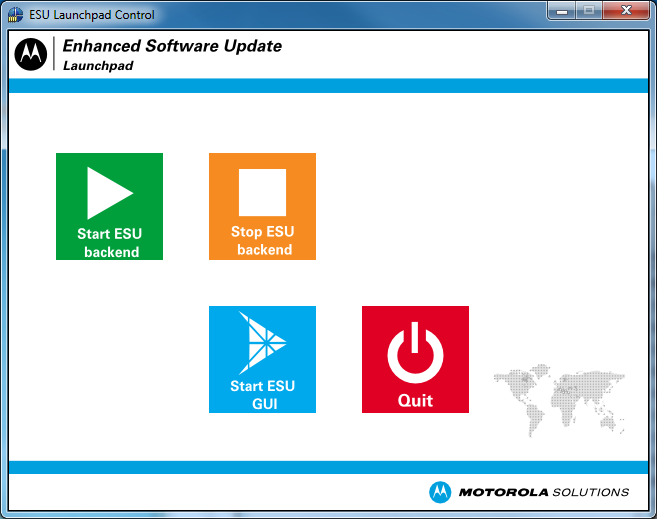 ESU Launchpad Control
Enhanced Software Update
Launchpad
Start ESU
backend
Stop ESU
backend
Start ESU
GUI
Quit
MOTOROLA SOLUTIONS